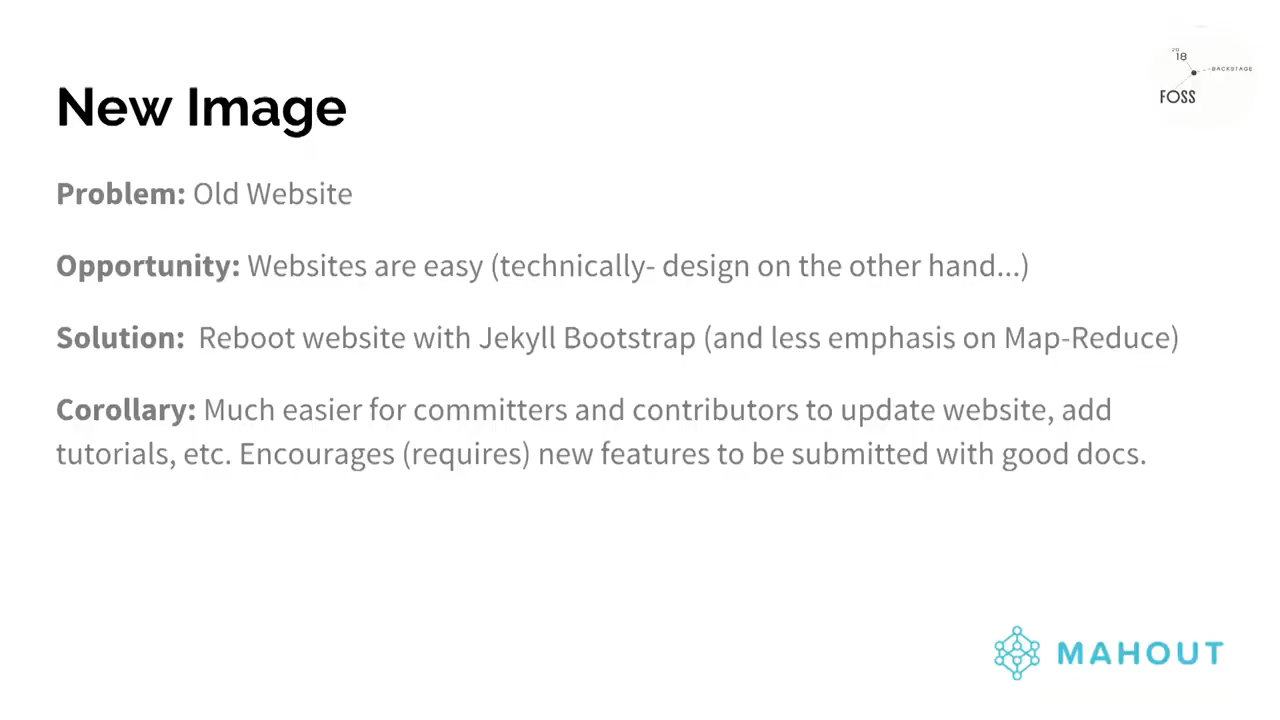 20
18
BACKSTAGE
FOSS
New Image
Problem: Old Website
Opportunity: Websites are easy (technically- design on the other hand...)
Solution:  Reboot website with Jekyll Bootstrap (and less emphasis on Map-Reduce)
Corollary: Much easier for committers and contributors to update website, add
tutorials, etc. Encourages (requires) new features to be submitted with good docs.
MAHOUT